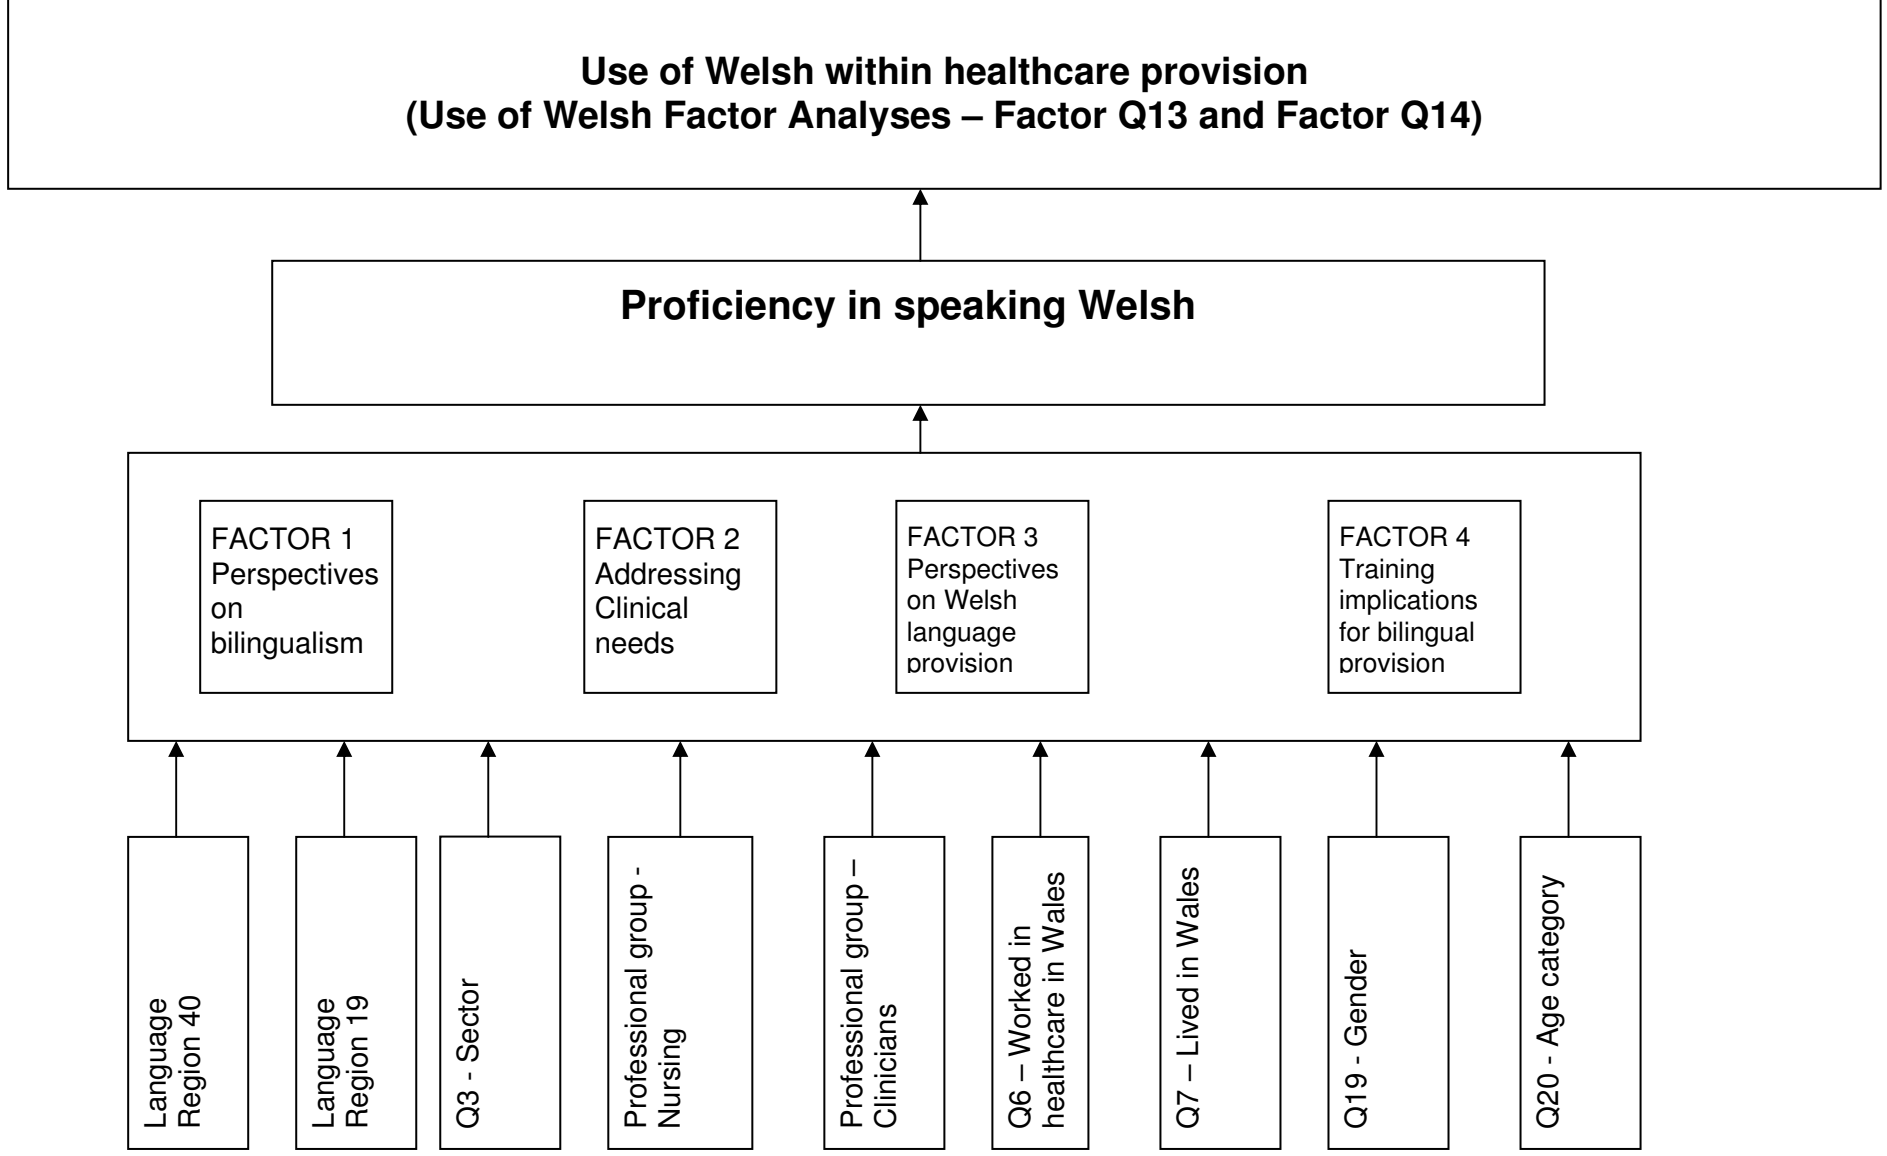 Use of Welsh within healthcare provision
(Use of Welsh Factor Analyses – Factor Q13 and Factor Q14)
Proficiency in speaking Welsh
FACTOR 1
Perspectives
on
bilingualism
FACTOR 2
Addressing
Clinical
needs
FACTOR 3
Perspectives
on Welsh
language
provision
FACTOR 4
Training
implications
for bilingual
provision
Language
Region 40
Language
Region 19
Q3 - Sector
Professional group -
Nursing
Professional group –
Clinicians
Q6 – Worked in
healthcare in Wales
Q7 – Lived in Wales
Q19 - Gender
Q20 - Age category